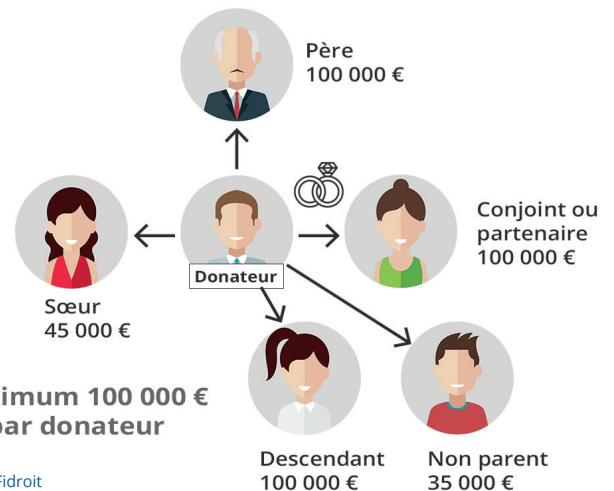 Père
100 000 €
Conjoint ou
partenaire
100 000 €
Donateur
Sœur
45 000 €
100 000 €
par donateur
Descendant
100 000 €
Non parent
35 000 €
Fidroit